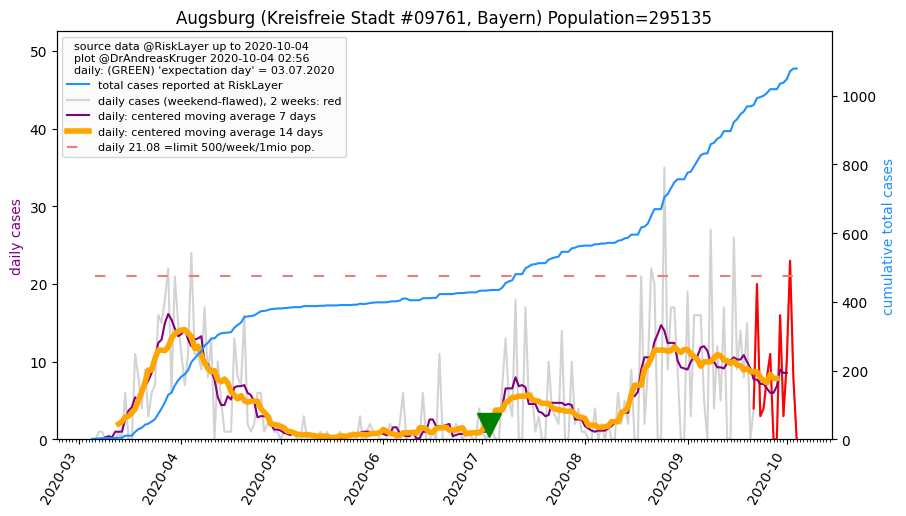 Augsburg (Kreisfreie Stadt #09761, Bayern) Population=295135
source data @RiskLayer up to 2020-10-04
plot @DrAndreasKruger 2020-10-04 02:56
daily: (GREEN) 'expectation day' = 03.07.2020
total cases reported at RiskLayer
daily cases (weekend-flawed), 2 weeks: red
daily: centered moving average 7 days
daily: centered moving average 14 days
daily 21.08 =limit 500/week/1mio pop.
daily cases
50
40
30
20
10
0
cumulative total cases
1000
800
600
400
200
0
2020-03
2020-04
2020-05
2020-06
2020-07
2020-08
2020-09
2020-10